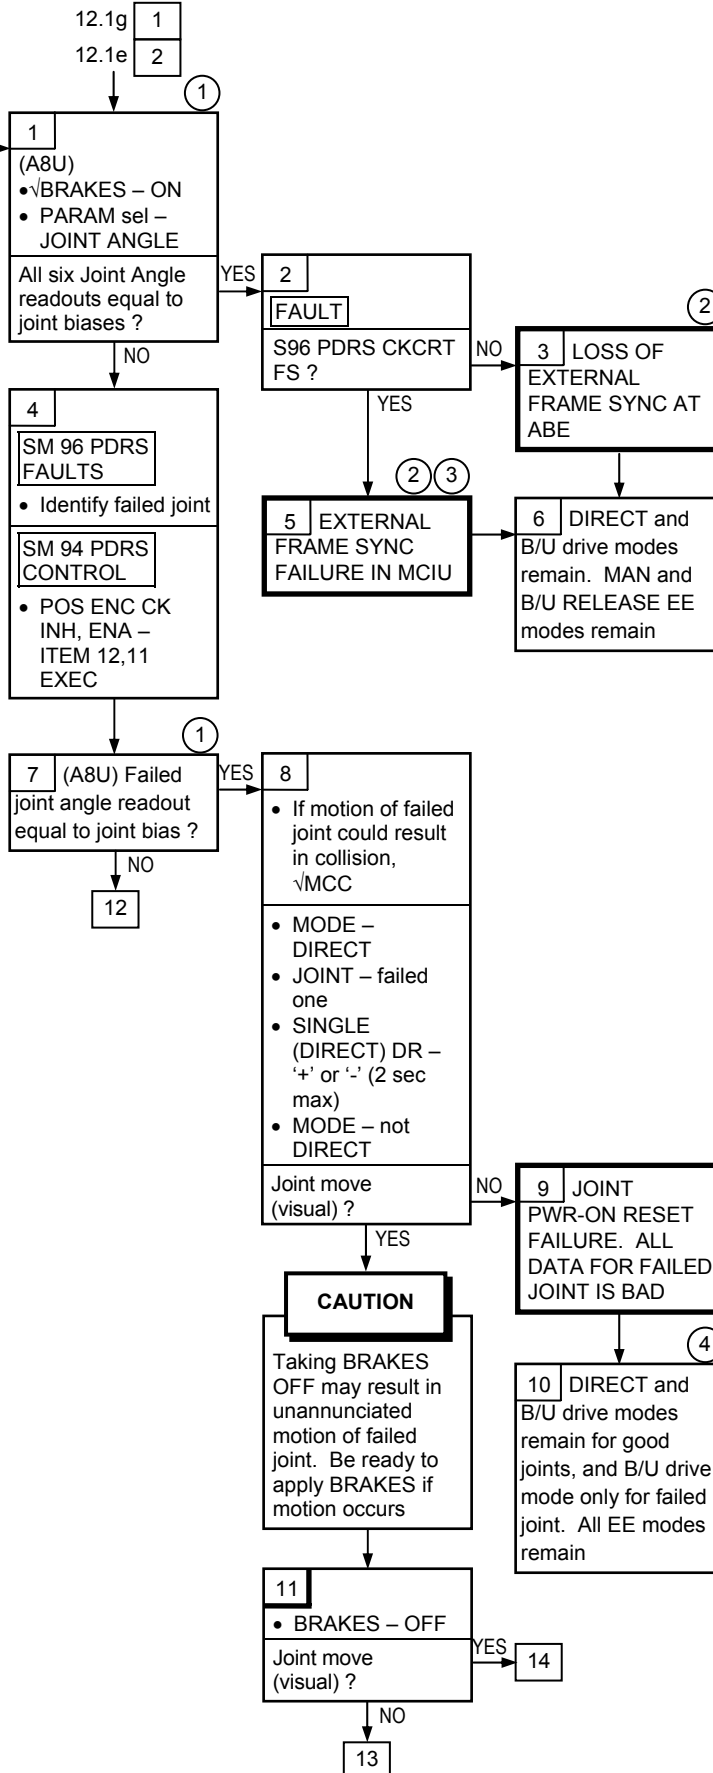 12.1g 1
12.1e 2
1
1
(A8U)
•√BRAKES – ON
• PARAM sel –
JOINT ANGLE
All six Joint Angle
readouts equal to
joint biases ?
YES
NO
2
FAULT
S96 PDRS CKCRT
FS ?
NO
YES
2
3 LOSS OF
EXTERNAL
FRAME SYNC AT
ABE
4
SM 96 PDRS
FAULTS
• Identify failed joint
SM 94 PDRS
CONTROL
• POS ENC CK
INH, ENA –
ITEM 12,11
EXEC
2 3
5 EXTERNAL
FRAME SYNC
FAILURE IN MCIU
6 DIRECT and
B/U drive modes
remain. MAN and
B/U RELEASE EE
modes remain
1
7 (A8U) Failed
joint angle readout
equal to joint bias ?
YES
NO
12
8
• If motion of failed
joint could result
in collision,
√MCC
• MODE –
DIRECT
• JOINT – failed
one
• SINGLE
(DIRECT) DR –
‘+’ or ‘-’ (2 sec
max)
• MODE – not
DIRECT
Joint move
(visual) ?
NO
YES
9 JOINT
PWR-ON RESET
FAILURE. ALL
DATA FOR FAILED
JOINT IS BAD
4
10 DIRECT and
B/U drive modes
remain for good
joints, and B/U drive
mode only for failed
joint. All EE modes
remain
CAUTION
Taking BRAKES
OFF may result in
unannunciated
motion of failed
joint. Be ready to
apply BRAKES if
motion occurs
11
• BRAKES – OFF
Joint move
(visual) ?
YES
14
NO
13